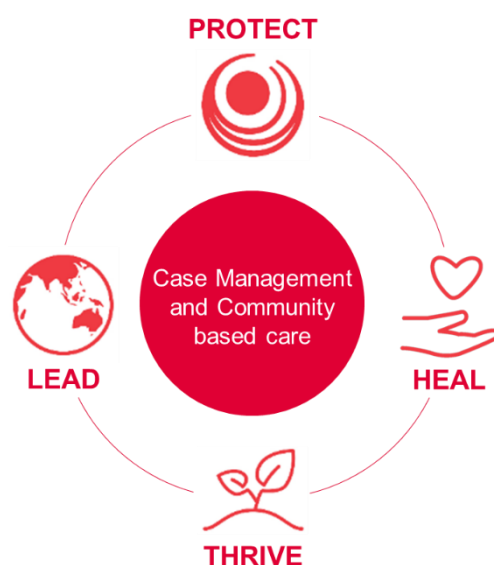 PROTECT
Case Management
and Community
based care
LEAD
HEAL
THRIVE